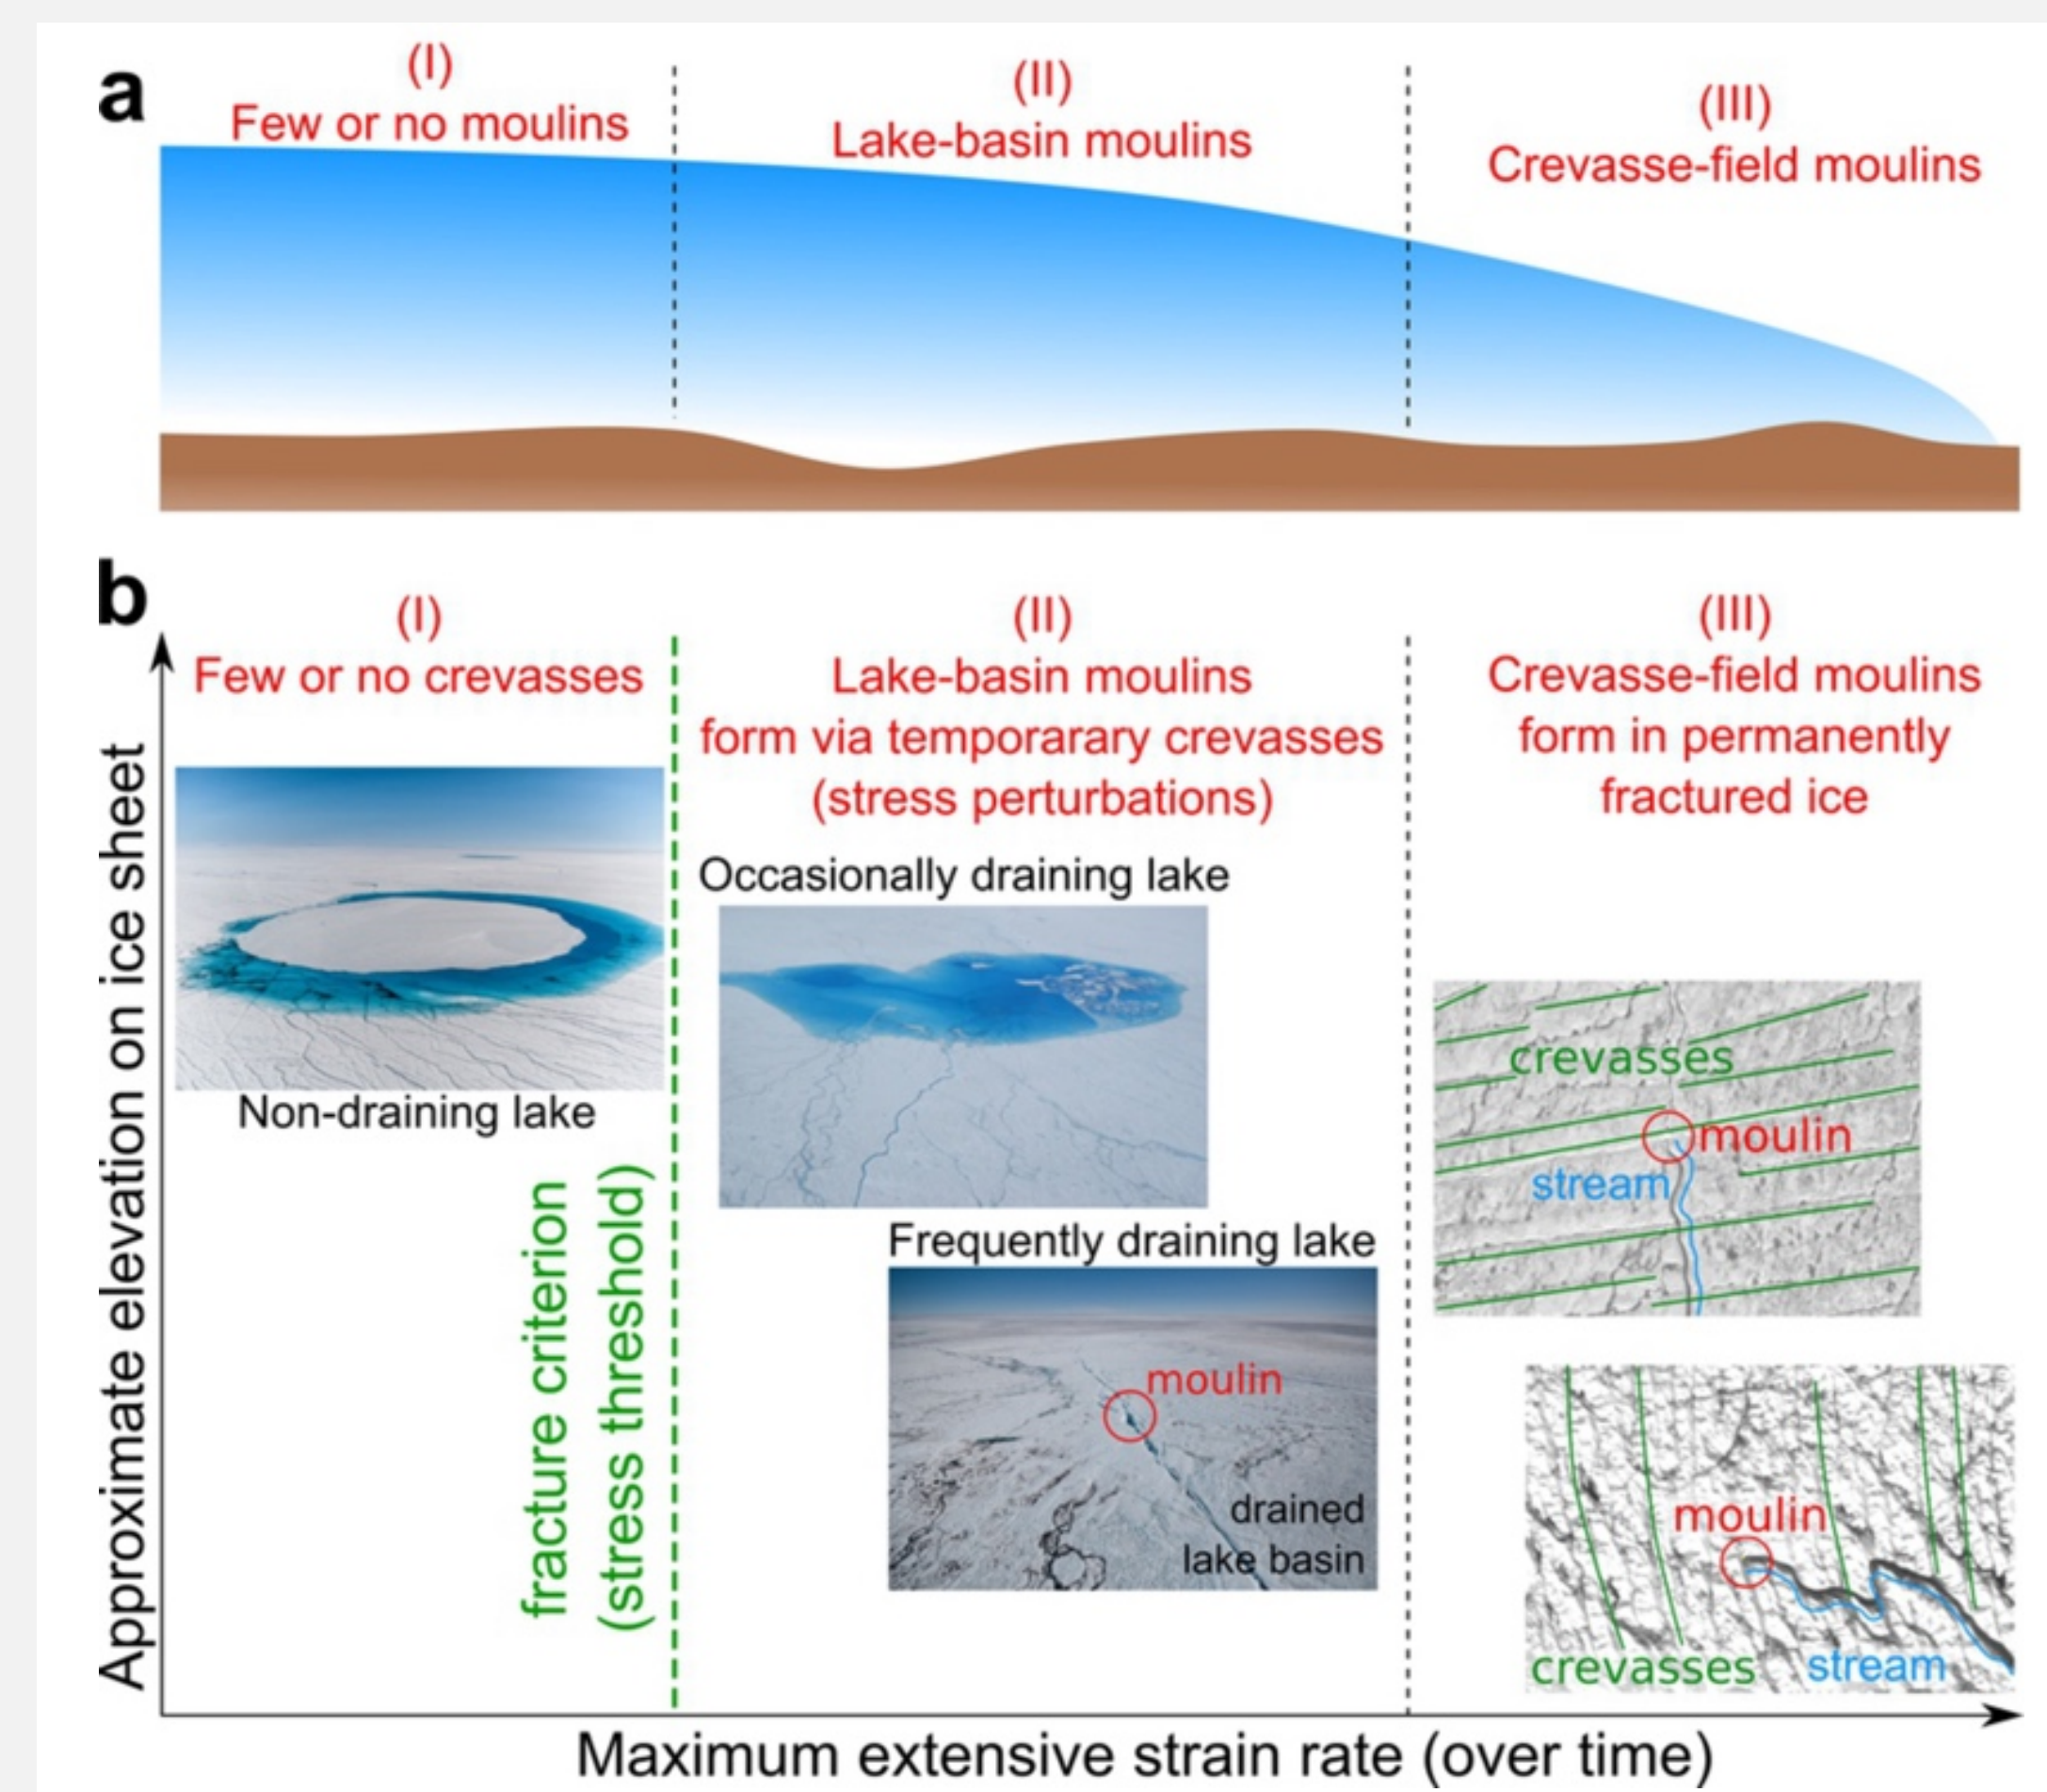 a
(I)
Few or no moulins
(II)
Lake-basin moulins
(III)
Crevasse-field moulins
b
(I)
Few or no crevasses
(II)
Lake-basin moulins
form via temporarary crevasses
(stress perturbations)
(III)
Crevasse-field moulins
form in permanently
fractured ice
Approximate elevation on ice sheet
Non-draining lake
fracture criterion
(stress threshold)
Occasionally draining lake
Frequently draining lake
moulin
drained
lake basin
crevasses
moulin
stream
moulin
crevasses
stream
Maximum extensive strain rate (over time)